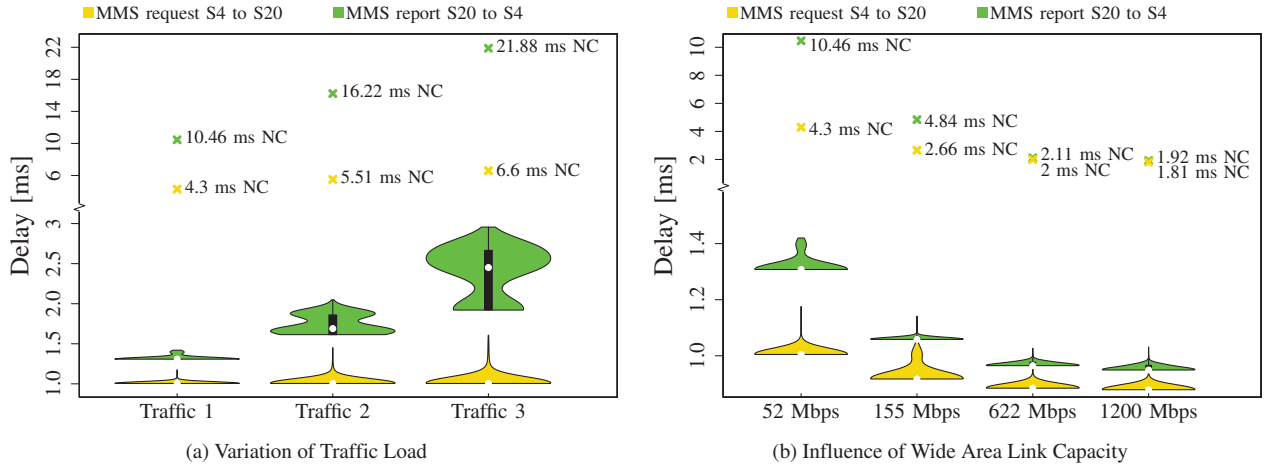 MMS request S4 to S20 MMS report S20 to S4
22
18
14
10
6
3
2.5
2.0
1.5
1.0
Delay [ms]
21.88 ms NC
16.22 ms NC
10.46 ms NC
6.6 ms NC
5.51 ms NC
4.3 ms NC
Traffic 1 Traffic 2 Traffic 3
(a) Variation of Traffic Load
MMS request S4 to S20 MMS report S20 to S4
10
8
6
4
2
1.4
1.2
1.0
Delay [ms]
10.46 ms NC
4.3 ms NC
4.84 ms NC
2.66 ms NC
2.11 ms NC
2 ms NC
1.92 ms NC
1.81 ms NC
52 Mbps 155 Mbps 622 Mbps 1200 Mbps
(b) Influence of Wide Area Link Capacity